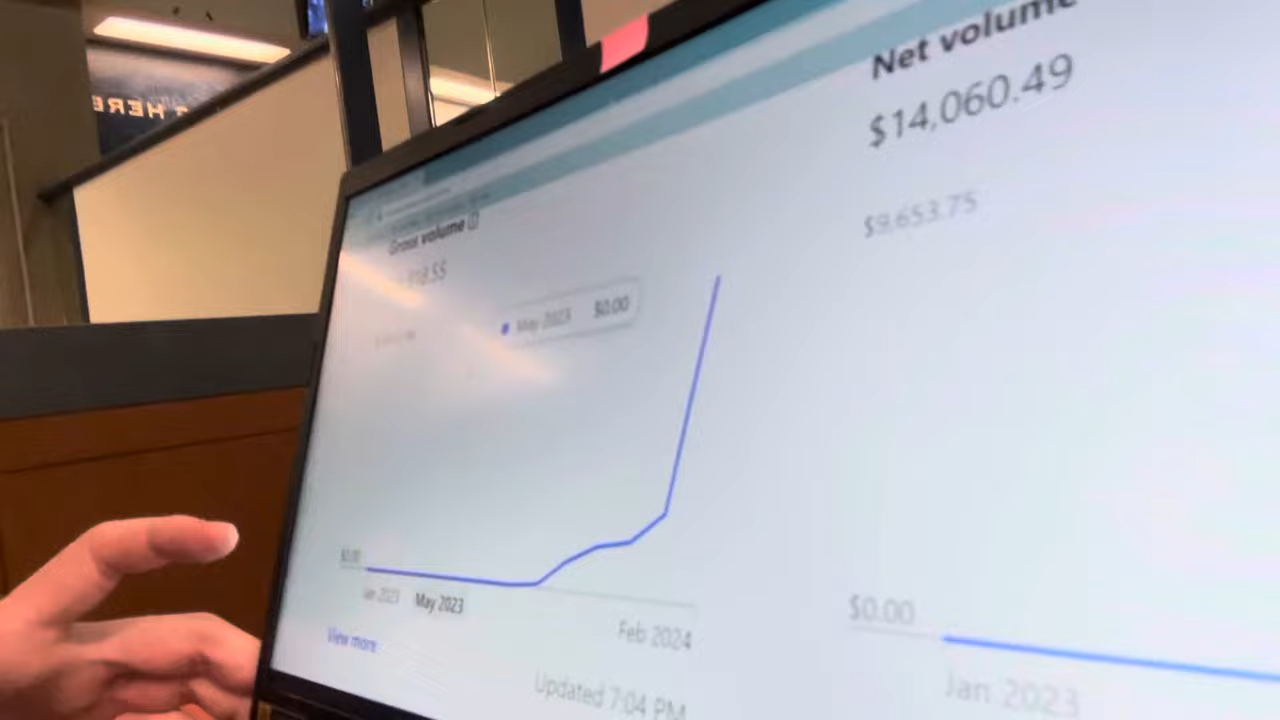 HERE
Net volume
$14,060.49
$9,653.75
Gross volume
May 2023 $0.00
$0.00
Jan 2023 May 2023
Feb 2024
View more
Updated 7:04 PM
$0.00
Jan 2023